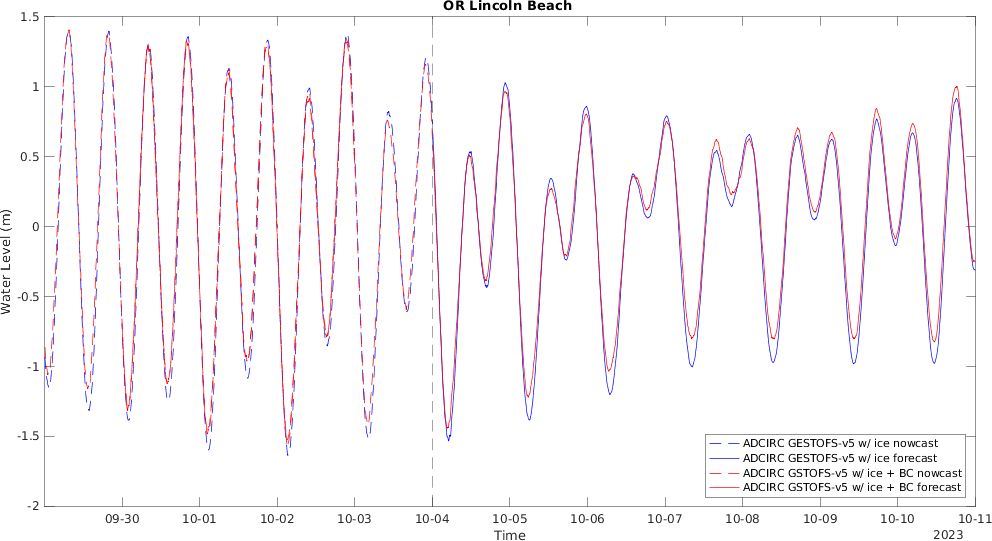 OR Lincoln Beach
1.5
1
0.5
0
-0.5
-1
-1.5
-2
Water Level (m)
09-30 10-01 10-02 10-03 10-04 10-05 10-06 10-07 10-08 10-09 10-10 10-11
Time
2023
ADCIRC GESTOFS-v5 w/ ice nowcast
ADCIRC GESTOFS-v5 w/ ice forecast
ADCIRC GSTOFS-v5 w/ ice + BC nowcast
ADCIRC GSTOFS-v5 w/ ice + BC forecast